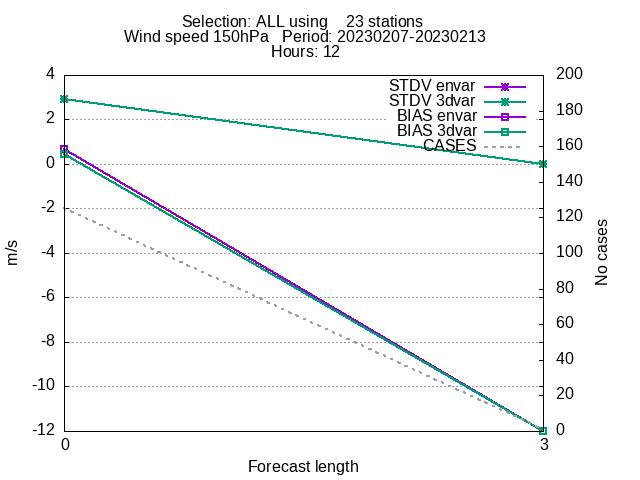 Selection: ALL using    23 stations
Wind speed 150hPa   Period: 20230207-20230213
Hours: 12
4
2
0
-2
-4
-6
-8
-10
-12
200
180
160
140
120
100
80
60
40
20
0
STDV envar
STDV 3dvar
BIAS envar
BIAS 3dvar
CASES
m/s
No cases
0
3
Forecast length